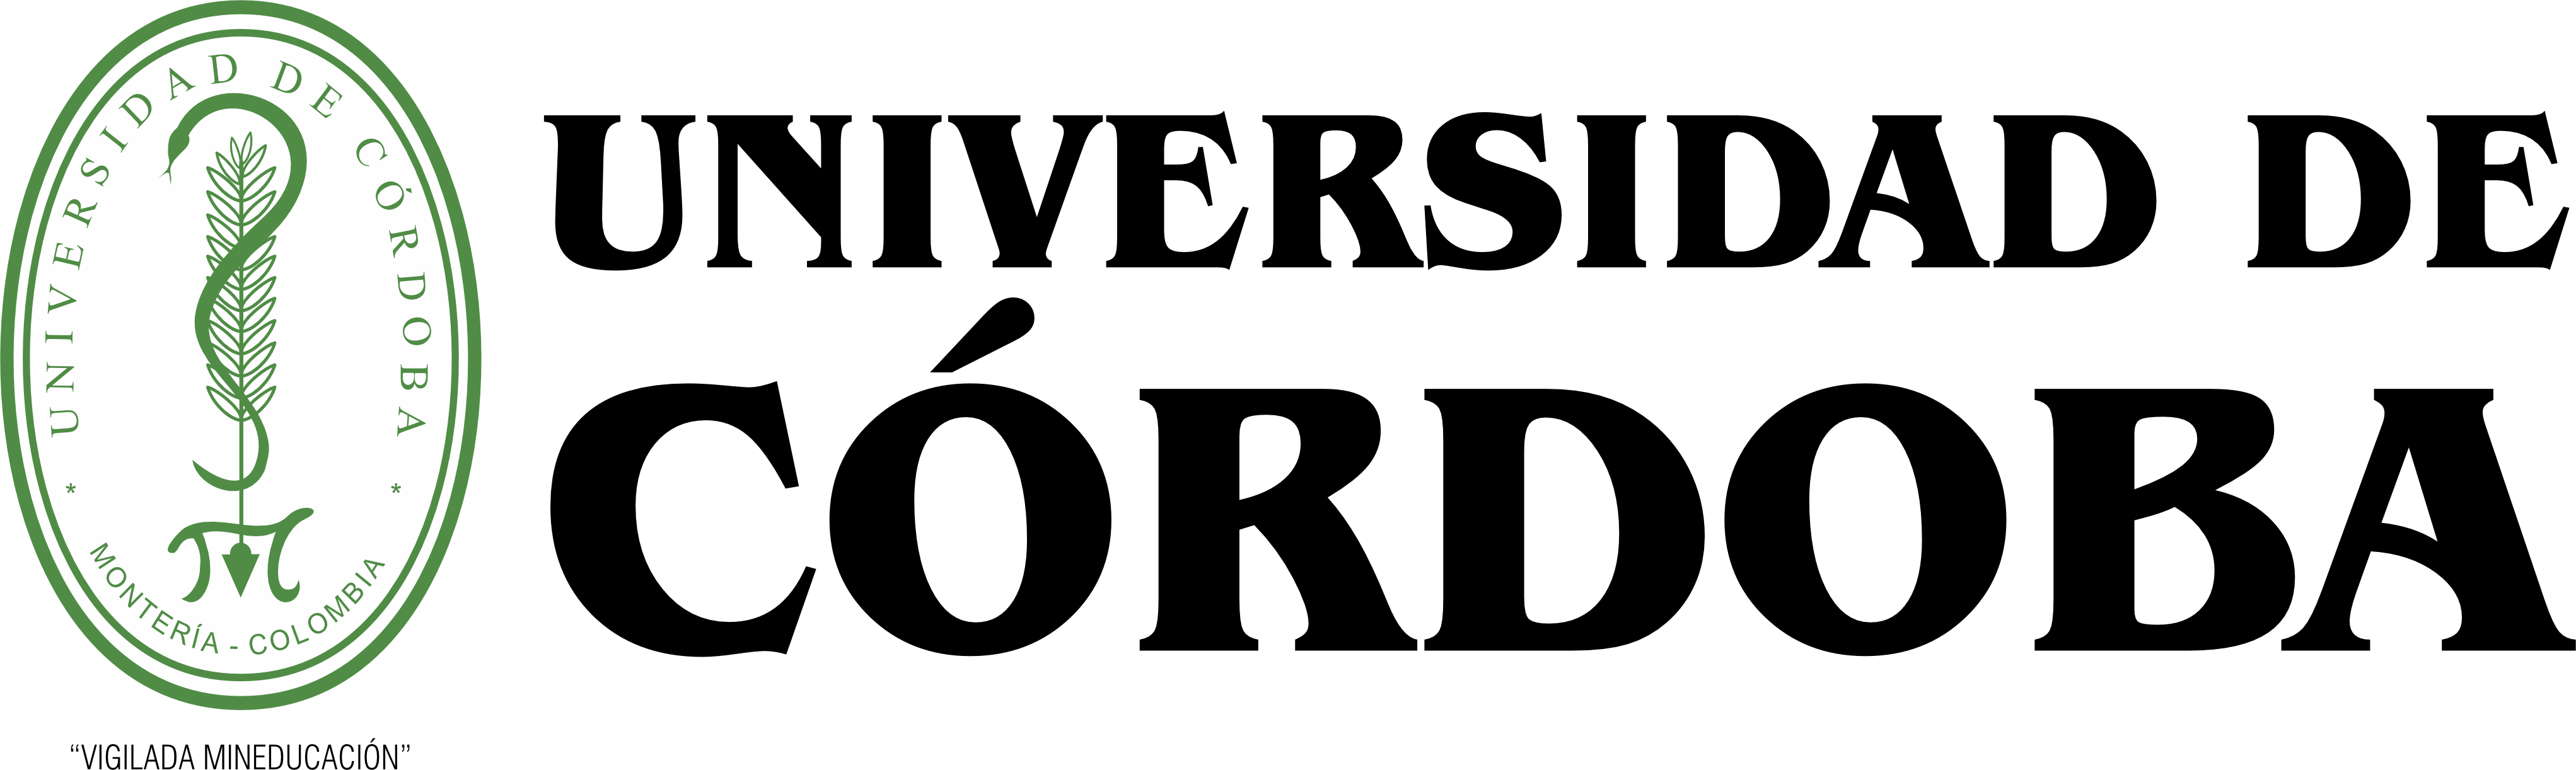 UNIVERSIDAD DE CÓRDOBA
* *
MONTERÍA - COLOMBIA
"VIGILADA MINEDUCACIÓN"
UNIVERSIDAD DE
CÓRDOBA